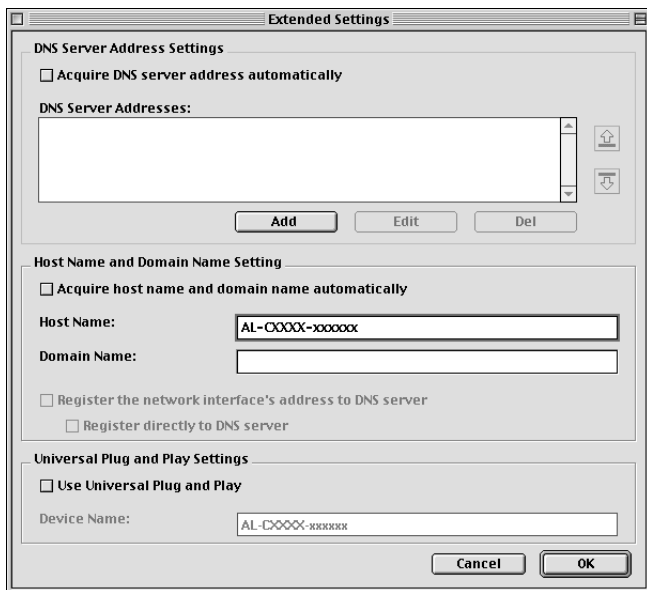 Extended Settings
DNS Server Address Settings
Acquire DNS server address automatically
DNS Server Addresses:
Add
Edit
Del
Host Name and Domain Name Setting
Acquire host name and domain name automatically
Host Name:
AL-CXXXX-xxxxxx
Domain Name:
Register the network interface's address to DNS server
Register directly to DNS server
Universal Plug and Play Settings
Use Universal Plug and Play
Device Name:
AL-CXXXX-xxxxxx
Cancel
OK